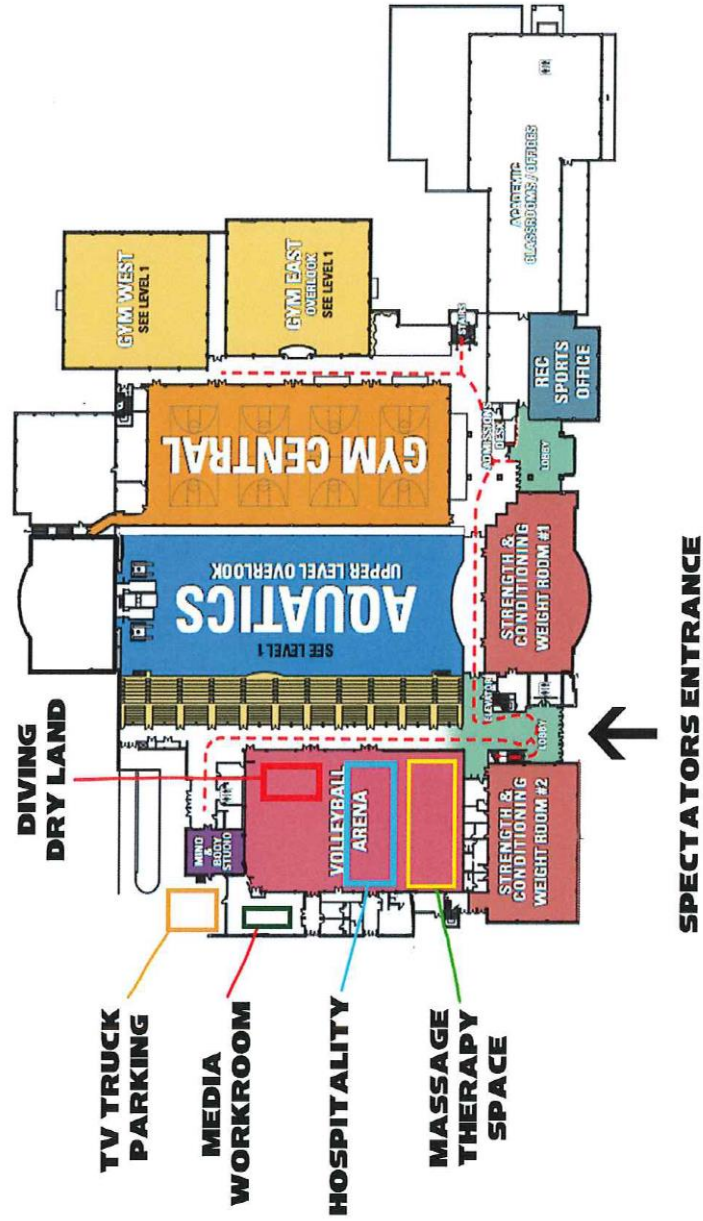 TV TRUCK
PARKING
MEDIA
WORKROOM
HOSPITALITY
MASSAGE
THERAPY
SPACE
DIVING
DRY LAND
MIND
&
BODY
STUDIO
VOLLEYBALL
ARENA
STRENGTH &
CONDITIONING
WEIGHT ROOM #2
LOBBY
ELEVATOR
SPECTATORS ENTRANCE
SEE LEVEL 1
AQUATICS
UPPER LEVEL OVERLOOK
STRENGTH &
CONDITIONING
WEIGHT ROOM #1
GYM CENTRAL
ADMISSIONS
DESK
LOBBY
REC
SPORTS
OFFICE
GYM WEST
SEE LEVEL 1
GYM EAST
OVERLOOK
SEE LEVEL 1
STAIRS
ACADEMIC
CLASSROOMS / OFFICES